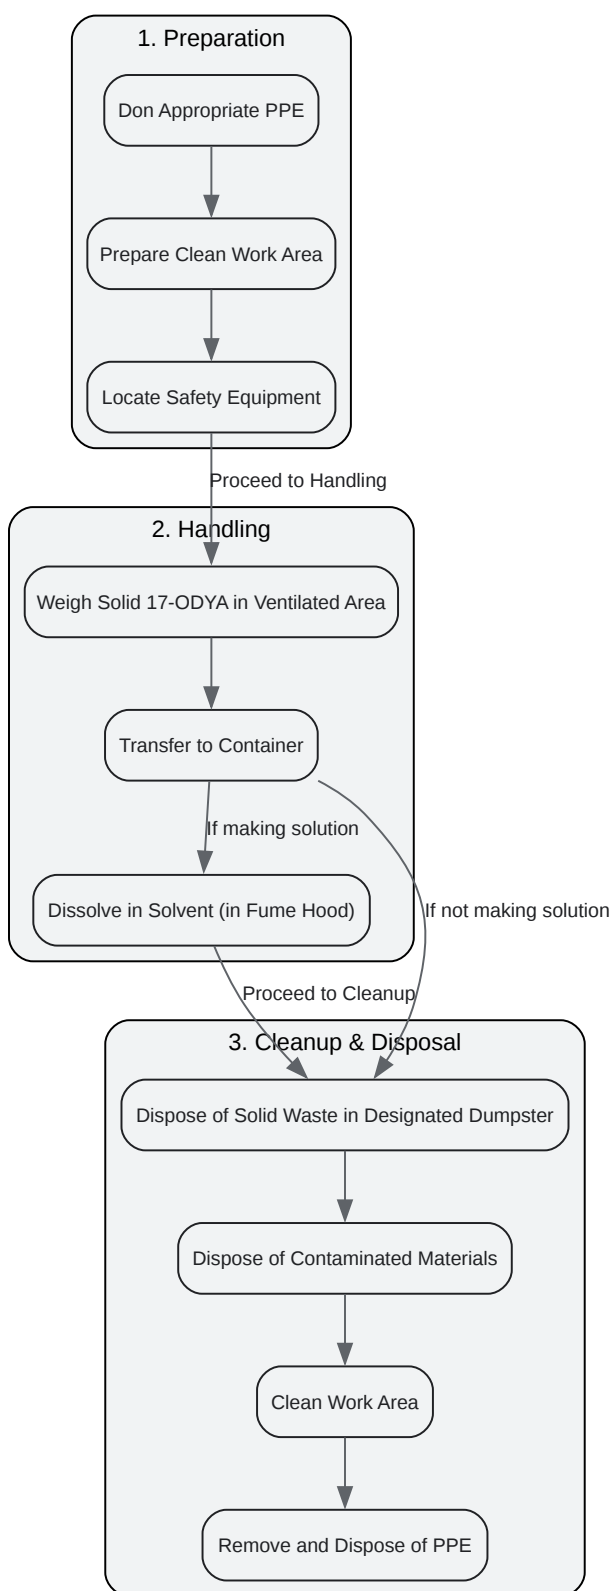 1. Preparation
Don Appropriate PPE
Prepare Clean Work Area
Locate Safety Equipment
Proceed to Handling
2. Handling
Weigh Solid 17-ODYA in Ventilated Area
Transfer to Container
If making solution
Dissolve in Solvent (in Fume Hood)
If not making solution
Proceed to Cleanup
3. Cleanup & Disposal
Dispose of Solid Waste in Designated Dumpster
Dispose of Contaminated Materials
Clean Work Area
Remove and Dispose of PPE